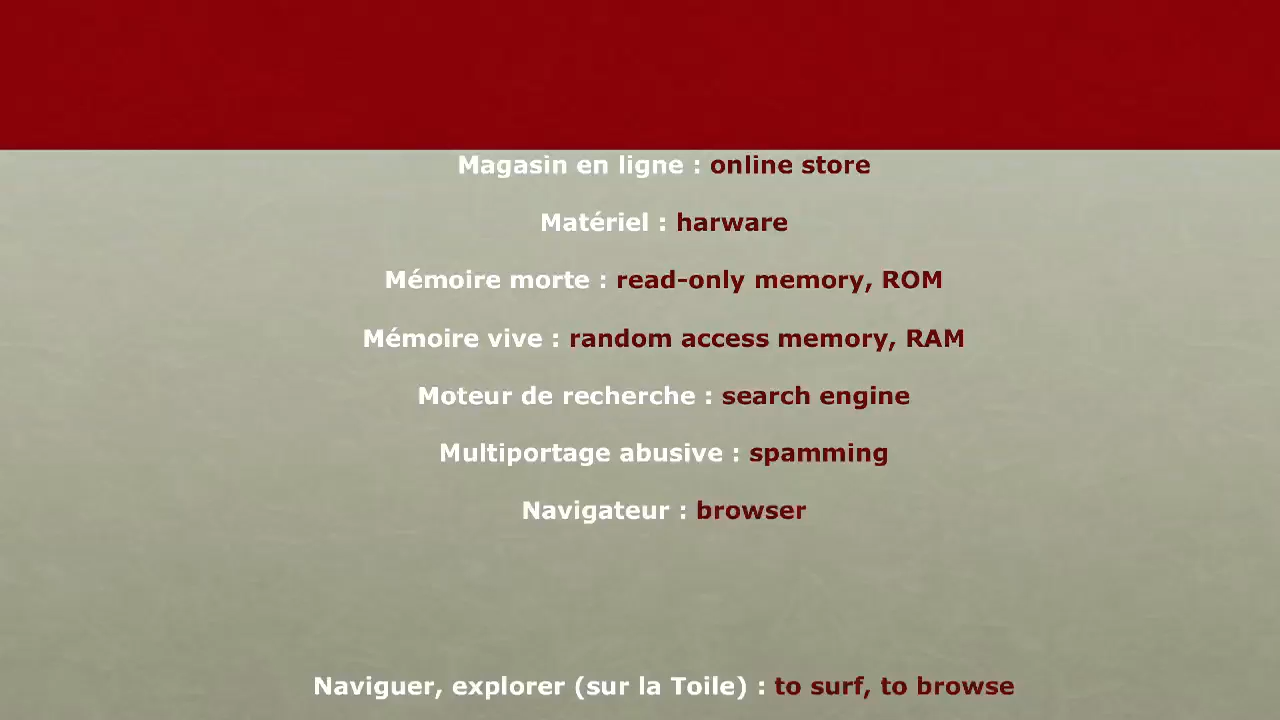 Magasin en ligne : online store
Matériel : harware
Mémoire morte : read-only memory, ROM
Mémoire vive : random access memory, RAM
Moteur de recherche : search engine
Multiportage abusive : spamming
Navigateur : browser
Naviguer, explorer (sur la Toile) : to surf, to browse